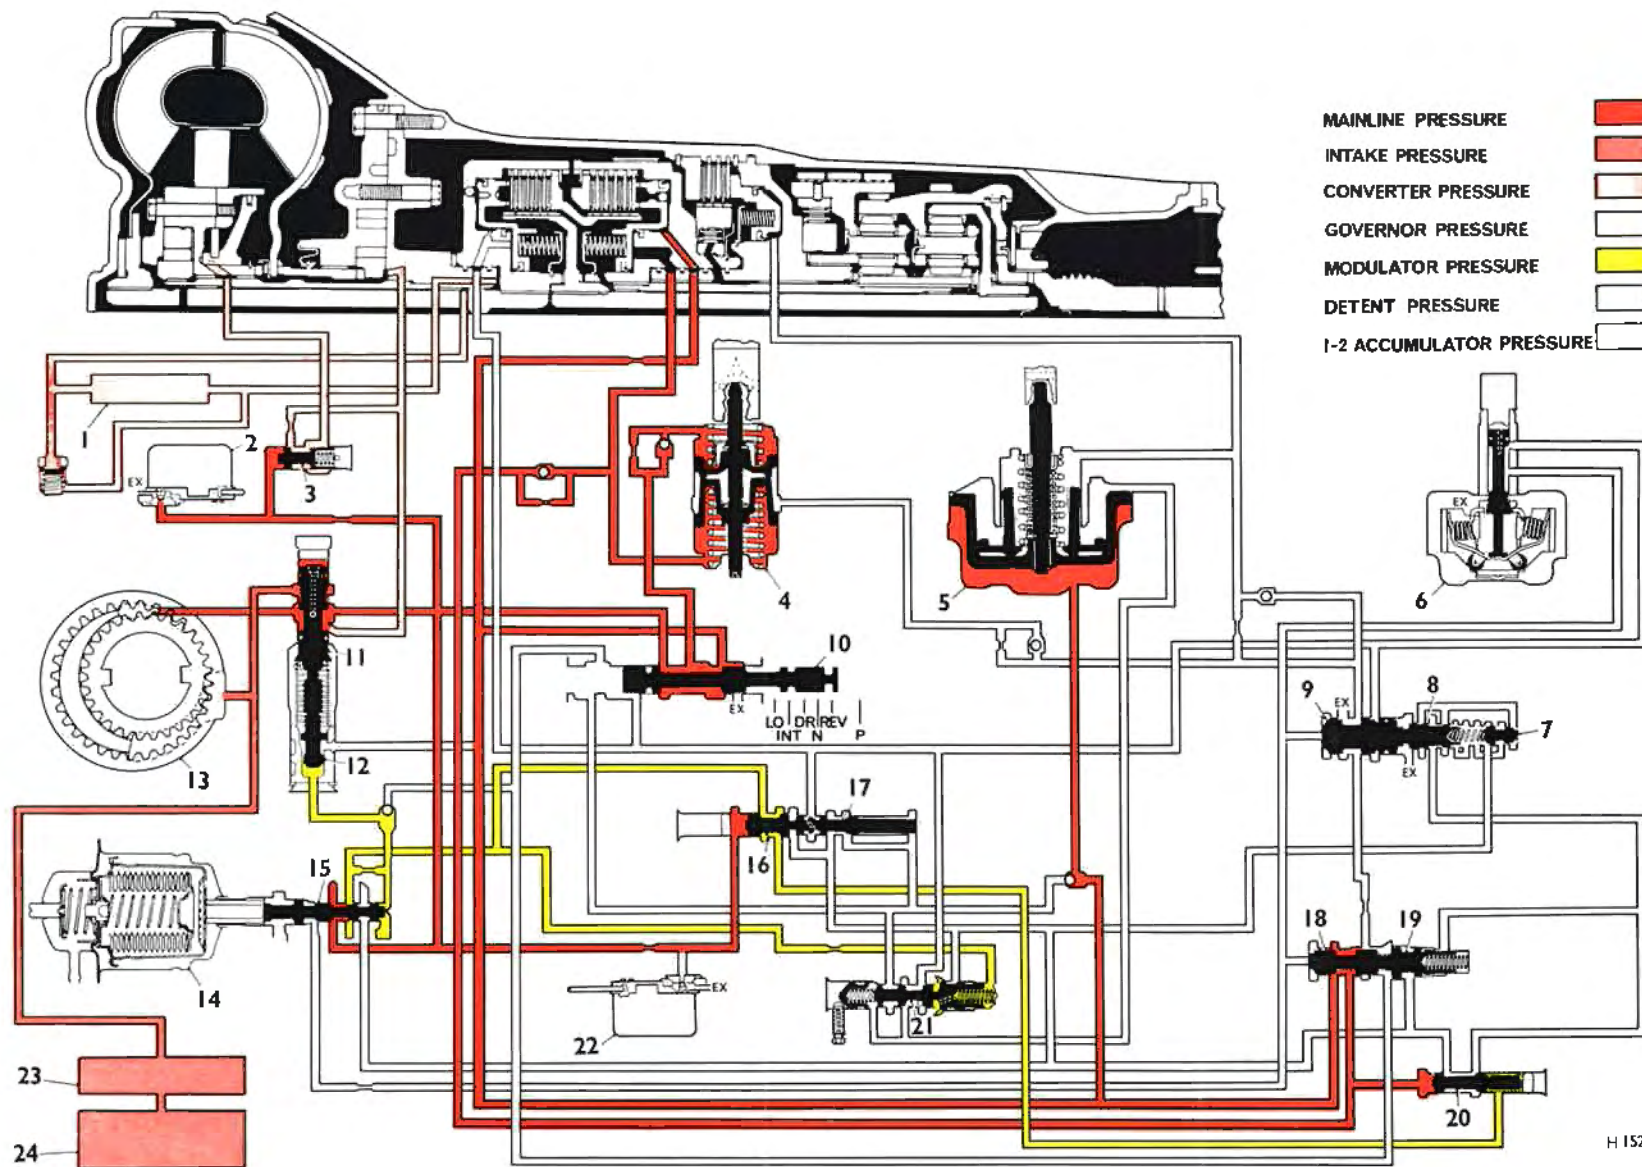 MAINLINE PRESSURE
INTAKE PRESSURE
CONVERTER PRESSURE
GOVERNOR PRESSURE
MODULATOR PRESSURE
DETENT PRESSURE
1-2 ACCUMULATOR PRESSURE
1
2
EX
3
4
5
EX
6
10
11
EX
LO DR REV
INT N P
9
EX
8
7
EX
12
13
17
16
15
14
18
19
21
EX
22
20
23
24
H 152